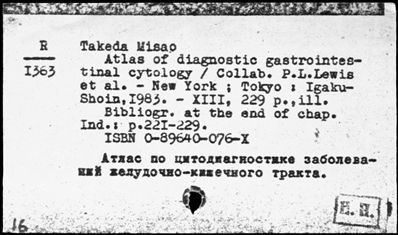 R
1363
Takeda Misao
Atlas of diagnostic gastrointes-
tinal cytology / Collab. P.L.Lewis
et al. - New York ; Tokyo : Igaku-
Shoin,1983. - XIII, 229 p.,ill.
Bibliogr. at the end of chap.
Ind.: p.221-229.
ISBN 0-89640-076-X
Атлас по цитодиагностике заболева-
ний желудочно-кишечного тракта.
Н. П.
16